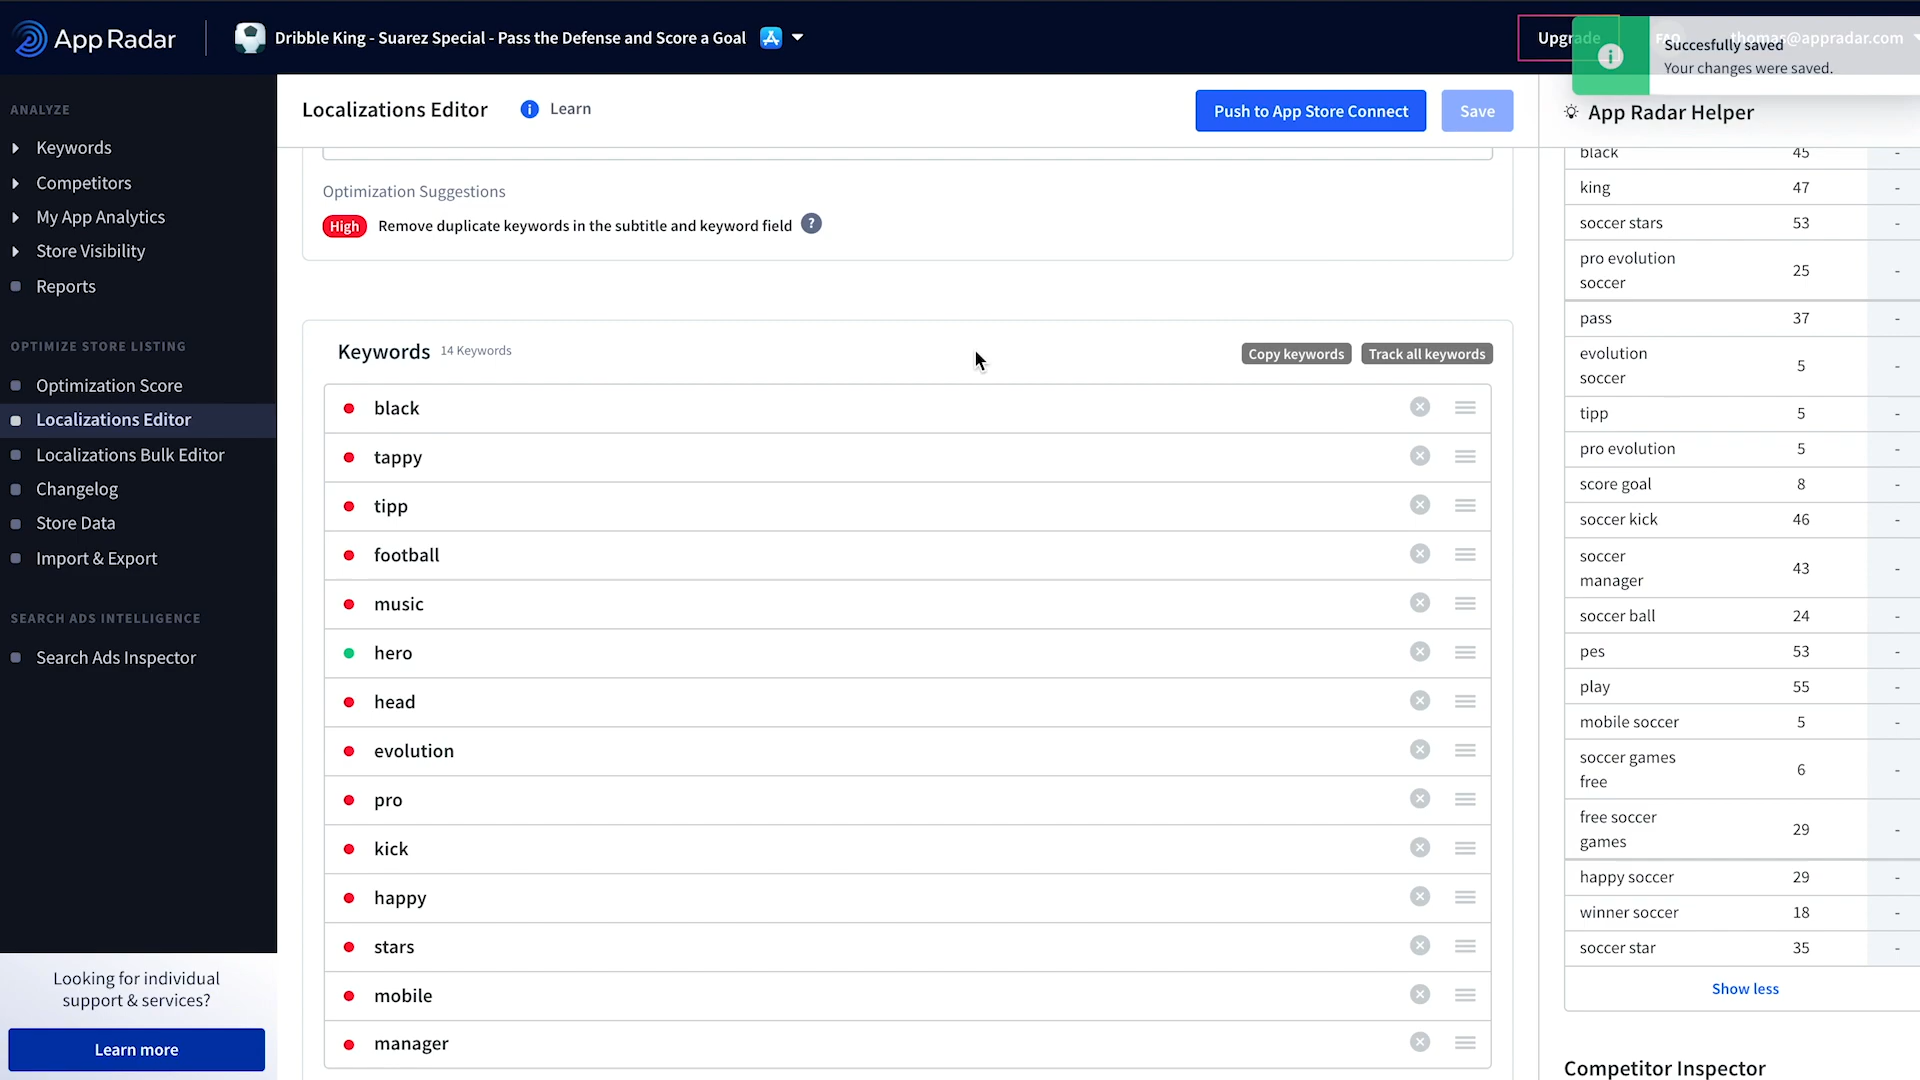 App Radar
Dribble King - Suarez Special - Pass the Defense and Score a Goal
Upgrade
FAQ
thomas@appradar.com
Succesfully saved
Your changes were saved.
ANALYZE
Keywords
Competitors
My App Analytics
Store Visibility
Reports
OPTIMIZE STORE LISTING
Optimization Score
Localizations Editor
Localizations Bulk Editor
Changelog
Store Data
Import & Export
SEARCH ADS INTELLIGENCE
Search Ads Inspector
Looking for individual
support & services?
Learn more
Localizations Editor
Learn
Push to App Store Connect
Save
Optimization Suggestions
High Remove duplicate keywords in the subtitle and keyword field ?
Keywords 14 Keywords
Copy keywords
Track all keywords
black
tappy
tipp
football
music
hero
head
evolution
pro
kick
happy
stars
mobile
manager
App Radar Helper
black 45 -
king 47 -
soccer stars 53 -
pro evolution
soccer 25 -
pass 37 -
evolution
soccer 5 -
tipp 5 -
pro evolution 5 -
score goal 8 -
soccer kick 46 -
soccer
manager 43 -
soccer ball 24 -
pes 53 -
play 55 -
mobile soccer 5 -
soccer games
free 6 -
free soccer
games 29 -
happy soccer 29 -
winner soccer 18 -
soccer star 35 -
Show less
Competitor Inspector